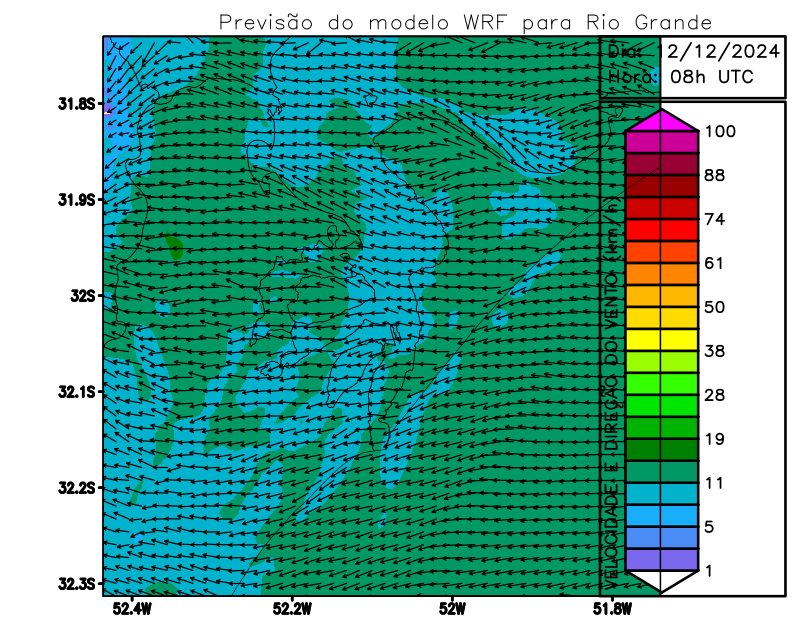 Previsão do modelo WRF para Rio Grande
Dia: 12/12/2024
Hora: 08h UTC
31.8S
31.9S
32S
32.1S
32.2S
32.3S
52.4W
52.2W
52W
51.8W
VELOCIDADE E DIREÇÃO DO VENTO (km/h)
100
88
74
61
50
38
28
19
11
5
1